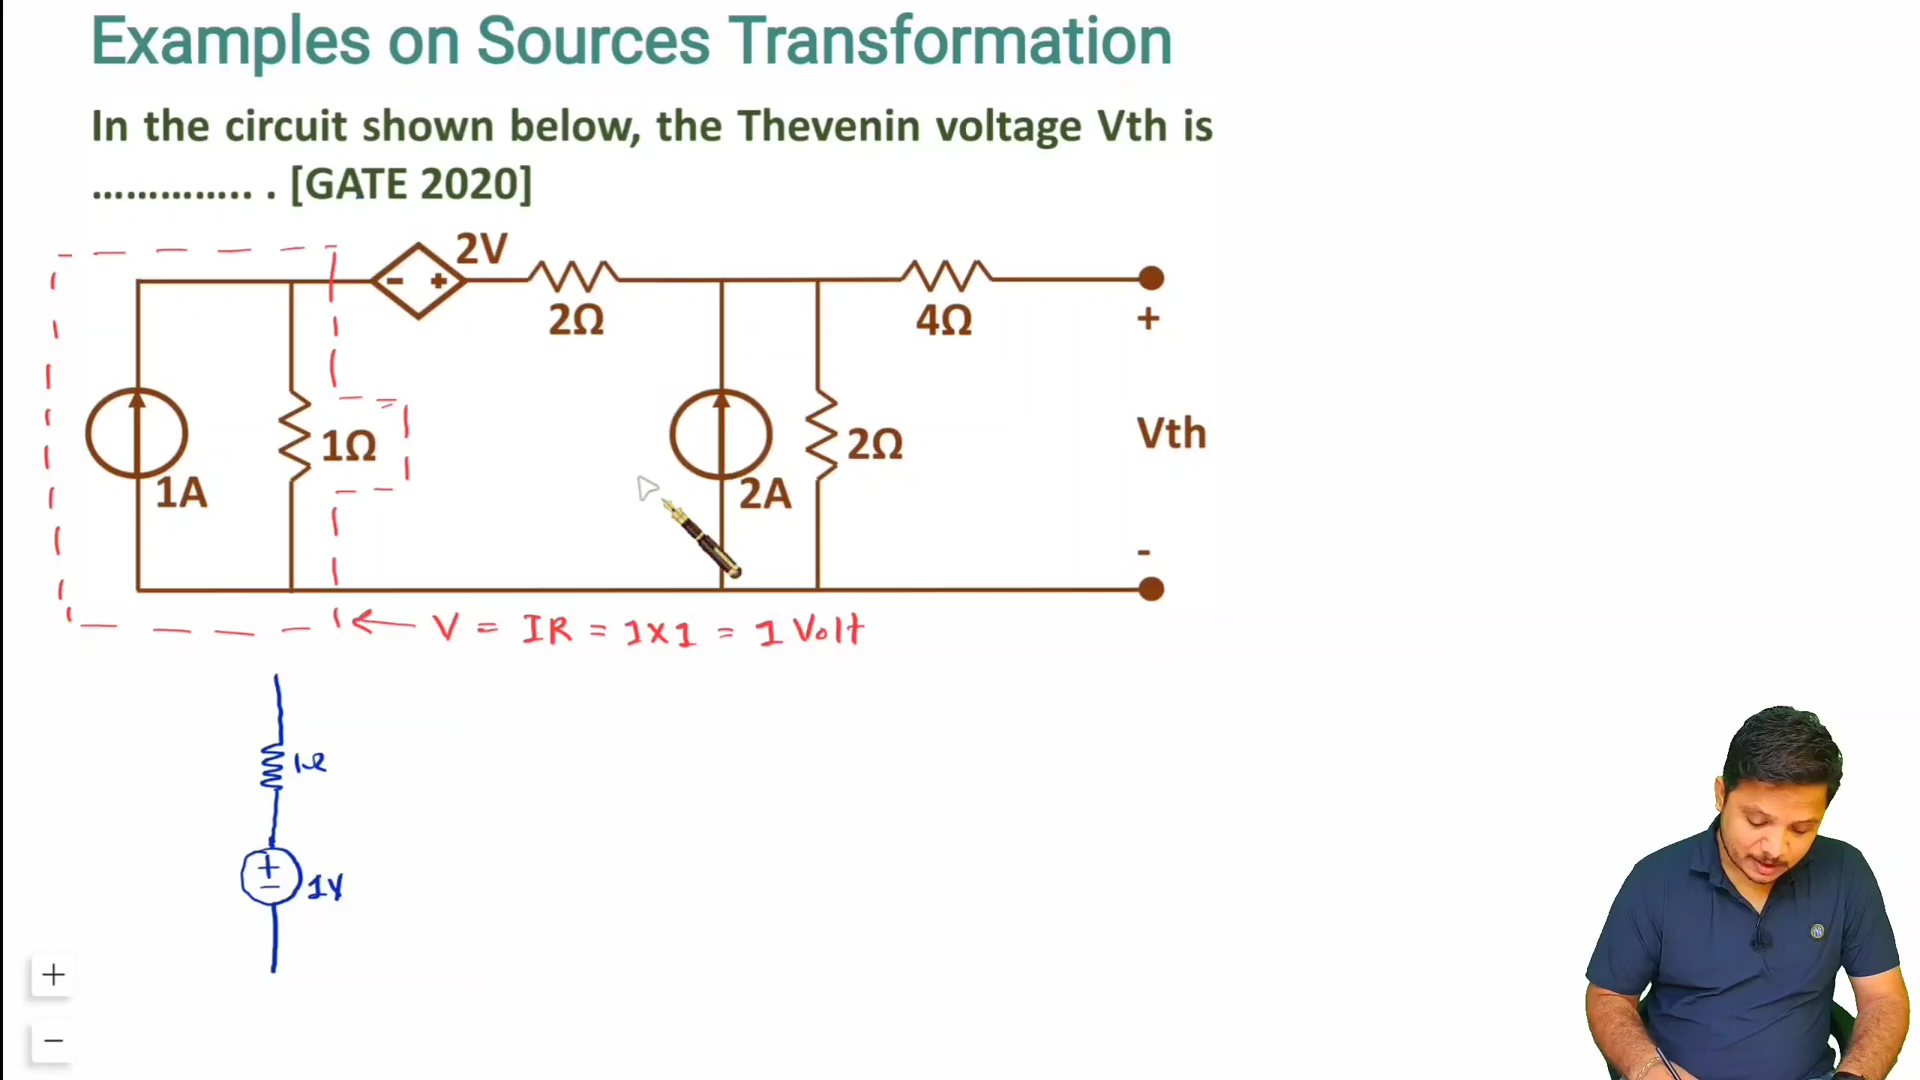 Examples on Sources Transformation
In the circuit shown below, the Thevenin voltage Vth is
.............. . [GATE 2020]
- + 2V
2Ω
4Ω
+
1Ω
2Ω
Vth
1A
2A
-
V = IR = 1x1 = 1 Volt
1Ω
+
-
1V
+
−